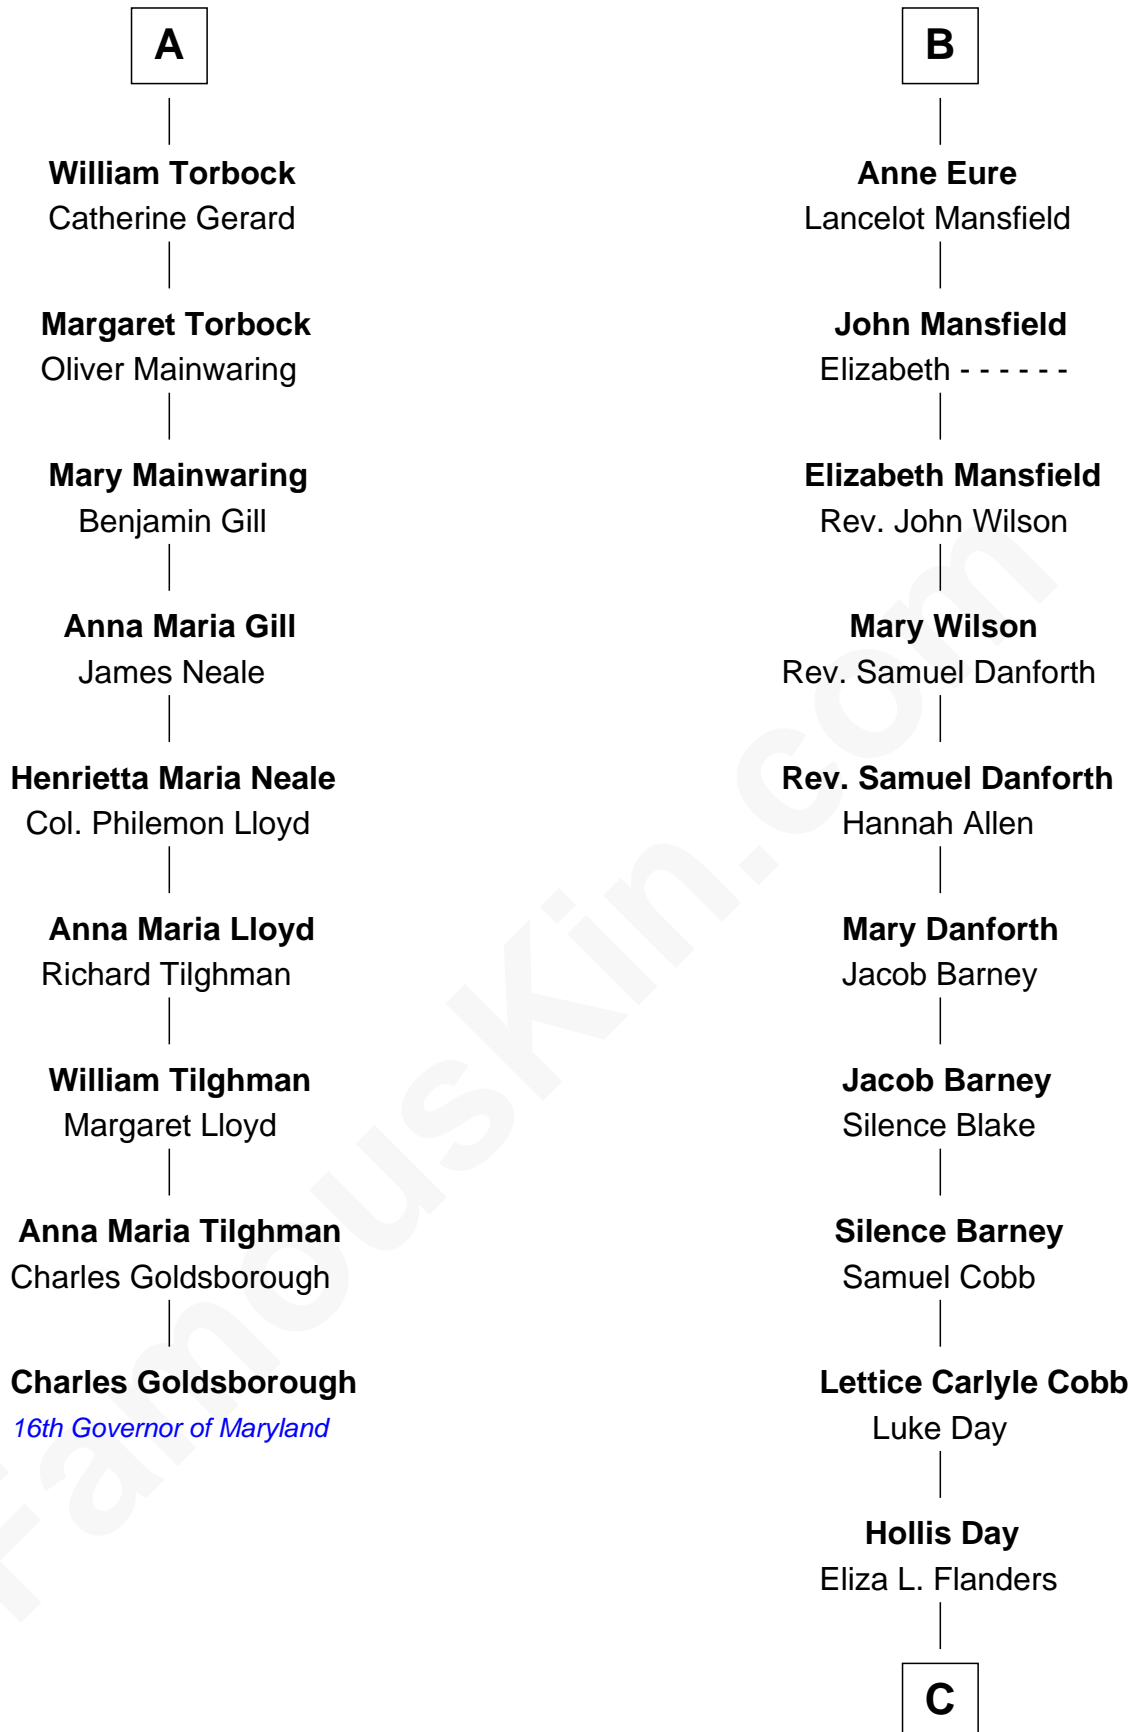 A
William Torbock
Catherine Gerard
Margaret Torbock
Oliver Mainwaring
Mary Mainwaring
Benjamin Gill
Anna Maria Gill
James Neale
Henrietta Maria Neale
Col. Philemon Lloyd
Anna Maria Lloyd
Richard Tilghman
William Tilghman
Margaret Lloyd
Anna Maria Tilghman
Charles Goldsborough
Charles Goldsborough
16th Governor of Maryland
B
Anne Eure
Lancelot Mansfield
John Mansfield
Elizabeth - - - - - -
Elizabeth Mansfield
Rev. John Wilson
Mary Wilson
Rev. Samuel Danforth
Rev. Samuel Danforth
Hannah Allen
Mary Danforth
Jacob Barney
Jacob Barney
Silence Blake
Silence Barney
Samuel Cobb
Lettice Carlyle Cobb
Luke Day
Hollis Day
Eliza L. Flanders
C
FamousKin.com